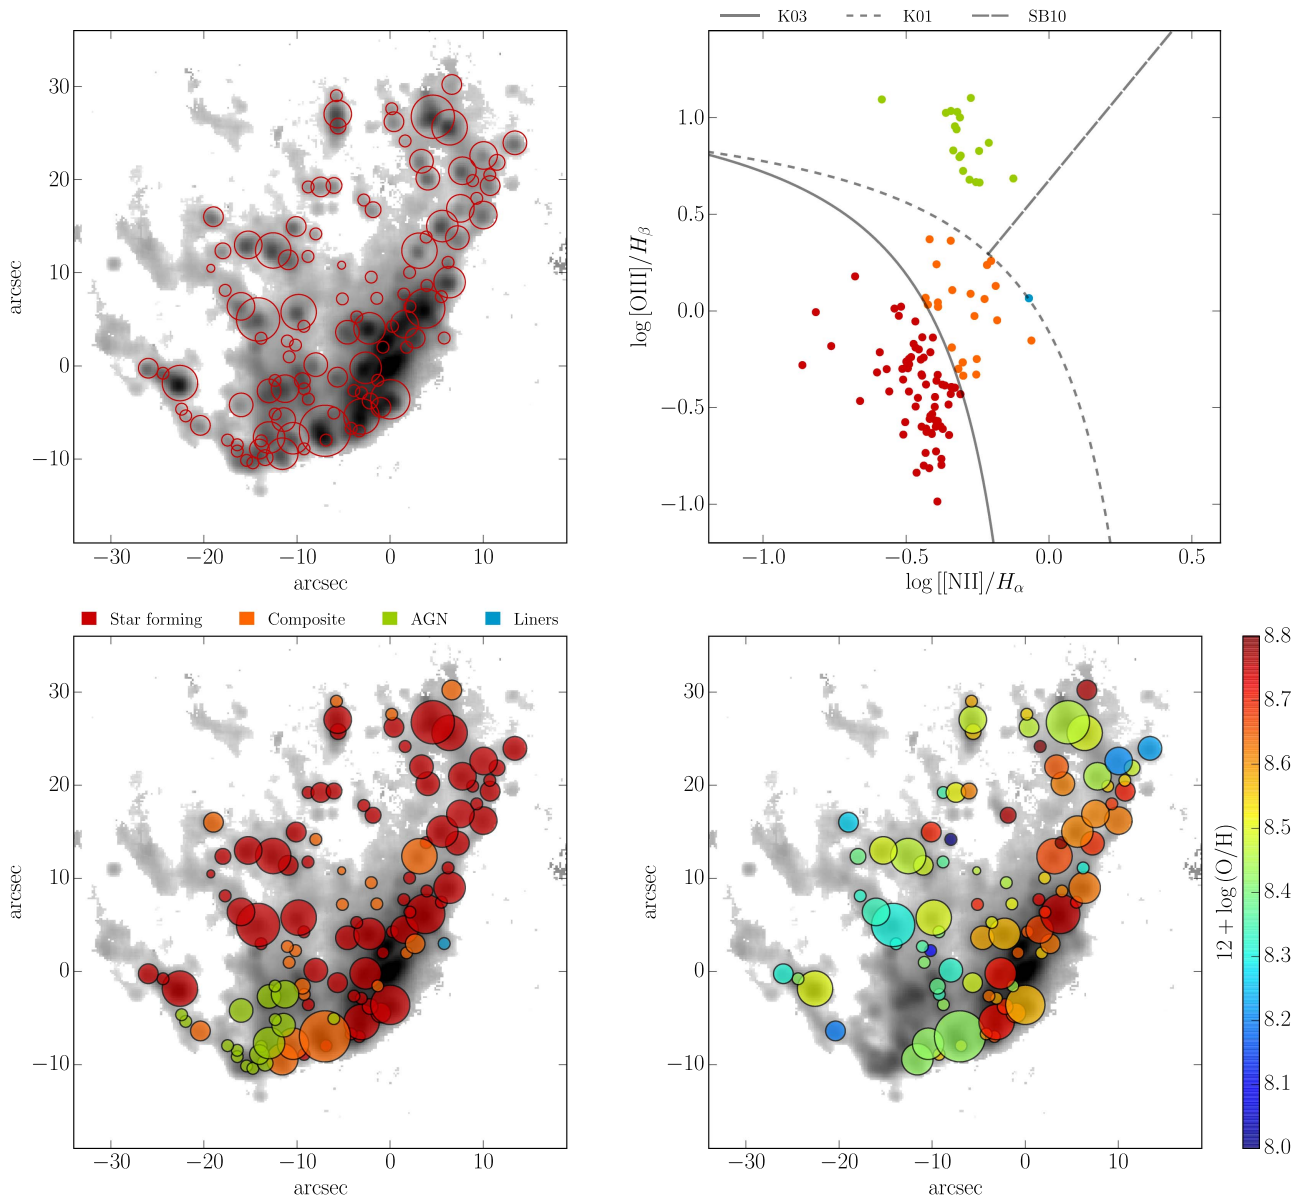 K03 K01 SB10
30
20
10
0
−10
arcsec
−30 −20 −10 0 10
arcsec
1.0
0.5
0.0
−0.5
−1.0
log [OIII]/Hβ
−1.0 −0.5 0.0 0.5
log [[NII]/Hα
Star forming Composite AGN Liners
30
20
10
0
−10
arcsec
−30 −20 −10 0 10
arcsec
30
20
10
0
−10
arcsec
−30 −20 −10 0 10
arcsec
8.8
8.7
8.6
8.5
8.4
8.3
8.2
8.1
8.0
12 + log (O/H)